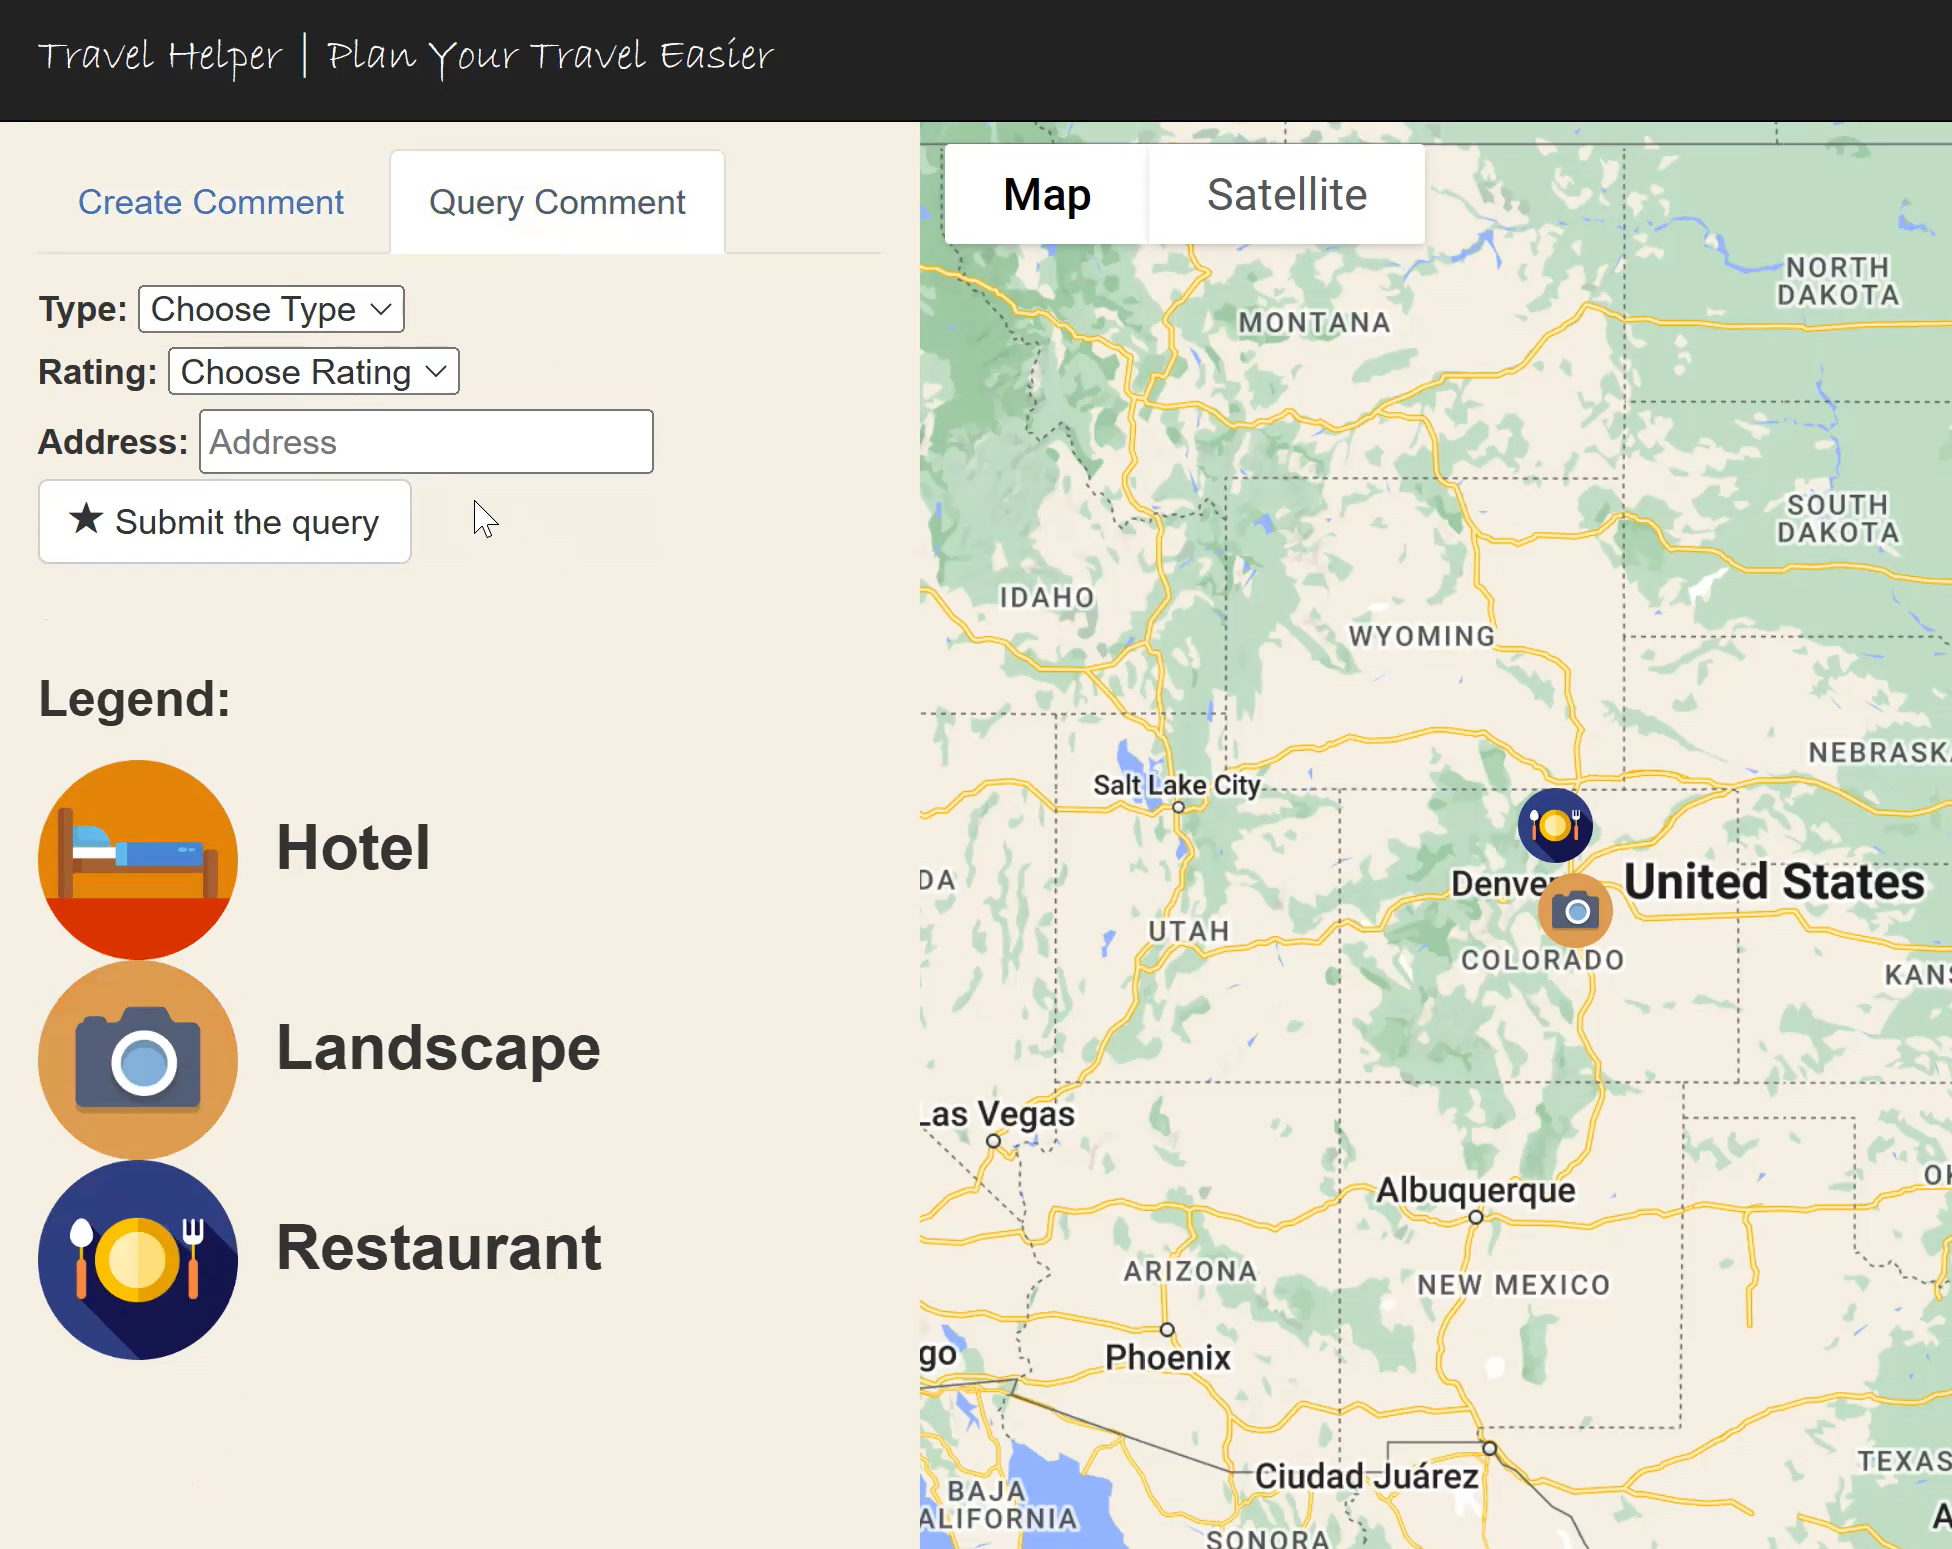 Travel Helper | Plan Your Travel Easier
Create Comment
Query Comment
Type: Choose Type
Rating: Choose Rating
Address: Address
★ Submit the query
Legend:
Hotel
Landscape
Restaurant
Map
Satellite
NORTH
DAKOTA
MONTANA
SOUTH
DAKOTA
IDAHO
WYOMING
NEBRASK
Salt Lake City
DA
Denver
United States
UTAH
COLORADO
KANS
Las Vegas
Albuquerque
OK
ARIZONA
NEW MEXICO
go
Phoenix
TEXAS
Ciudad Juárez
BAJA
ALIFORNIA
SONORA
A